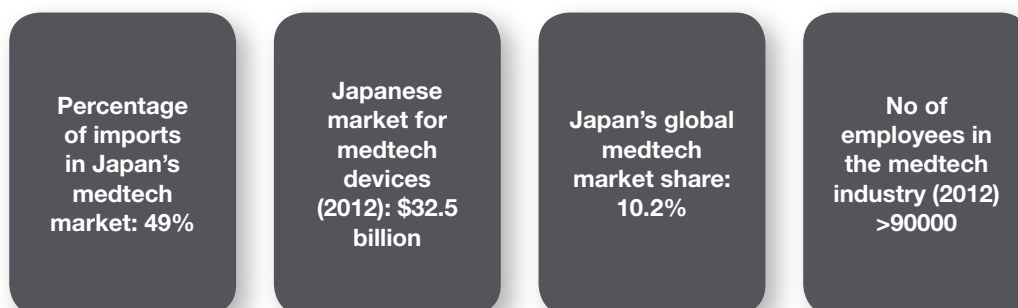 Percentage
of imports
in Japan’s
medtech
market: 49%
Japanese
market for
medtech
devices
(2012): $32.5
billion
Japan’s global
medtech
market share:
10.2%
No of
employees in
the medtech
industry (2012)
>90000